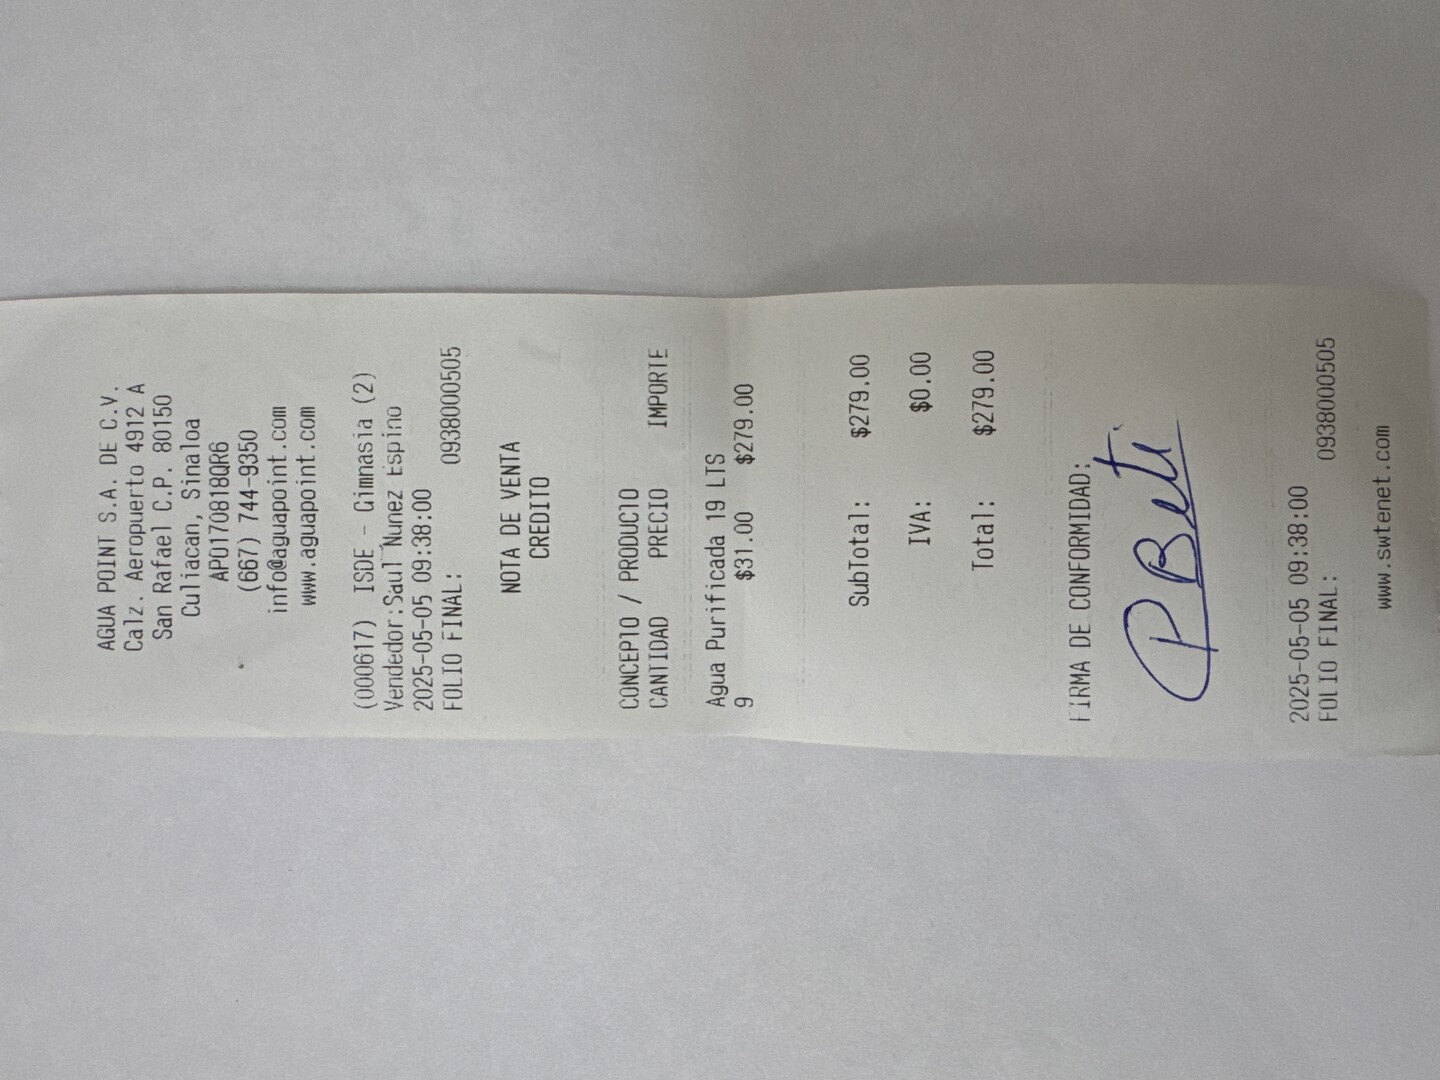 AGUA POINT S.A. DE C.V.
Calz. Aeropuerto 4912 A
San Rafael C.P. 80150
Culiacan, Sinaloa
APO170818QR6
(667) 744-9350
info@aguapoint.com
www.aguapoint.com
(000617) ISDE - Gimnasia (2)
Vendedor:Saul Nunez Espino
2025-05-05 09:38:00
FOLIO FINAL: 0938000505
NOTA DE VENTA
CREDITO
CONCEPTO / PRODUCTO
CANTIDAD PRECIO IMPORTE
Agua Purificada 19 LTS
9 $31.00 $279.00
SubTotal: $279.00
IVA: $0.00
Total: $279.00
FIRMA DE CONFORMIDAD:
P Beti
2025-05-05 09:38:00
FOLIO FINAL: 0938000505
www.swtenet.com